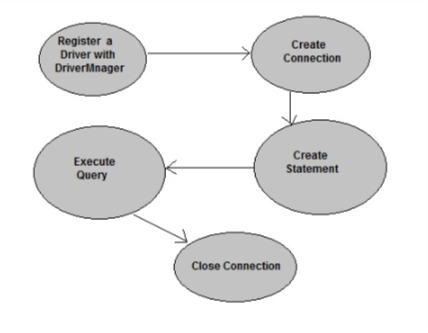 Register a
Driver with
DriverMnager
Create
Connection
Create
Statement
Execute
Query
Close Connection